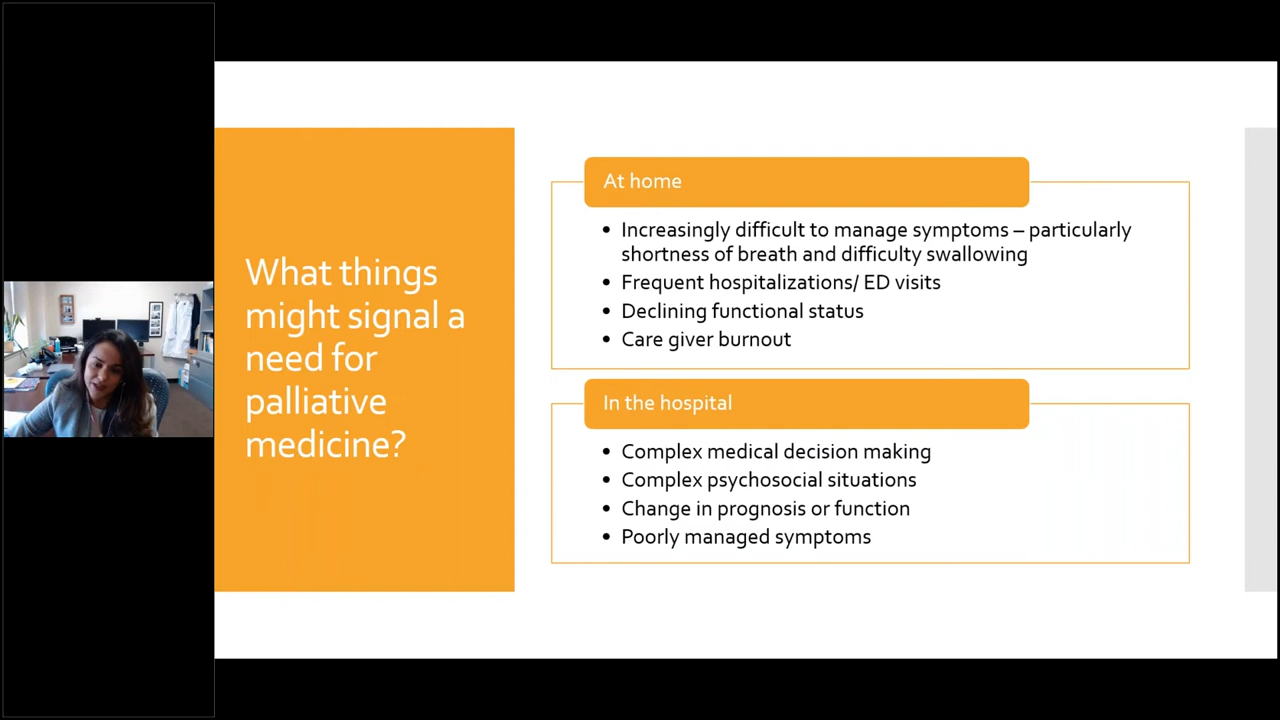 What things
might signal a
need for
palliative
medicine?
At home
• Increasingly difficult to manage symptoms – particularly
shortness of breath and difficulty swallowing
• Frequent hospitalizations/ ED visits
• Declining functional status
• Care giver burnout
In the hospital
• Complex medical decision making
• Complex psychosocial situations
• Change in prognosis or function
• Poorly managed symptoms